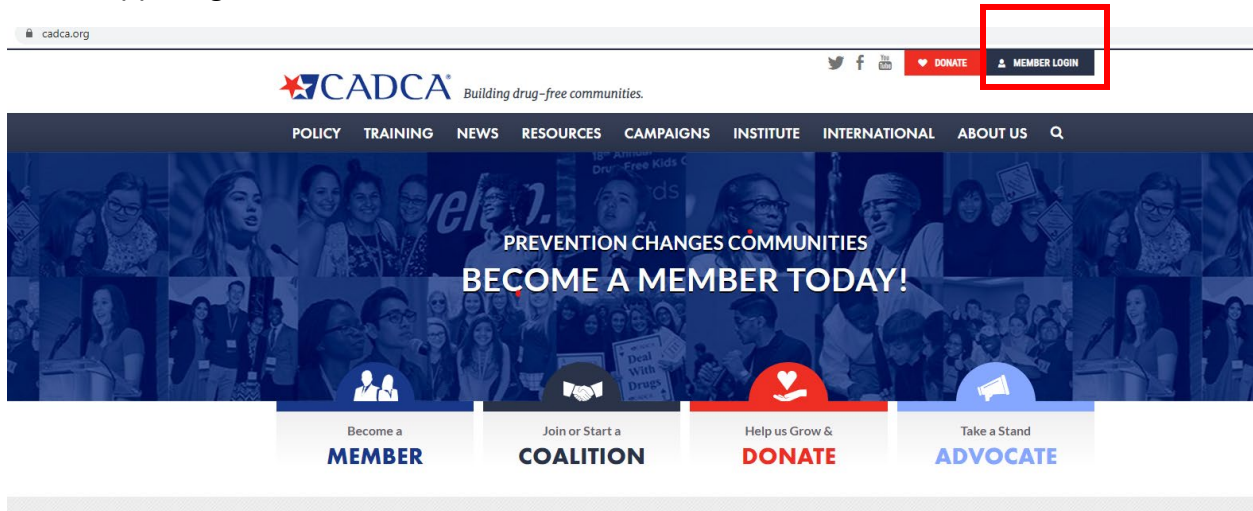 cadca.org
You Tube
DONATE
MEMBER LOGIN
CADCA® Building drug-free communities.
POLICY TRAINING NEWS RESOURCES CAMPAIGNS INSTITUTE INTERNATIONAL ABOUT US
PREVENTION CHANGES COMMUNITIES
BECOME A MEMBER TODAY!
Deal
With
Drugs
Become a
MEMBER
Join or Start a
COALITION
Help us Grow &
DONATE
Take a Stand
ADVOCATE